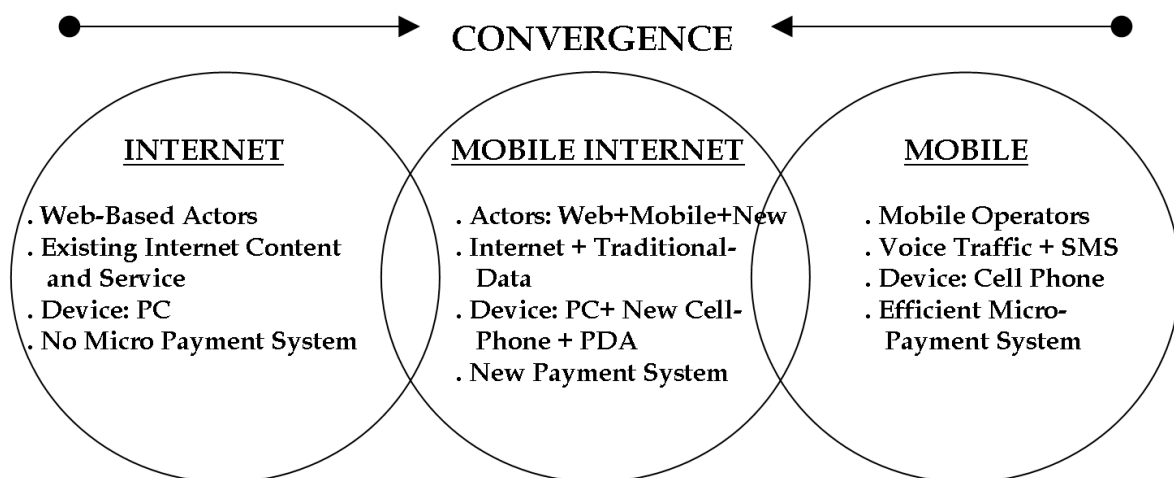 CONVERGENCE
INTERNET
. Web-Based Actors
. Existing Internet Content
and Service
. Device: PC
. No Micro Payment System
MOBILE INTERNET
. Actors: Web+Mobile+New
. Internet + Traditional-
Data
. Device: PC+ New Cell-
Phone + PDA
. New Payment System
MOBILE
. Mobile Operators
. Voice Traffic + SMS
. Device: Cell Phone
. Efficient Micro-
Payment System